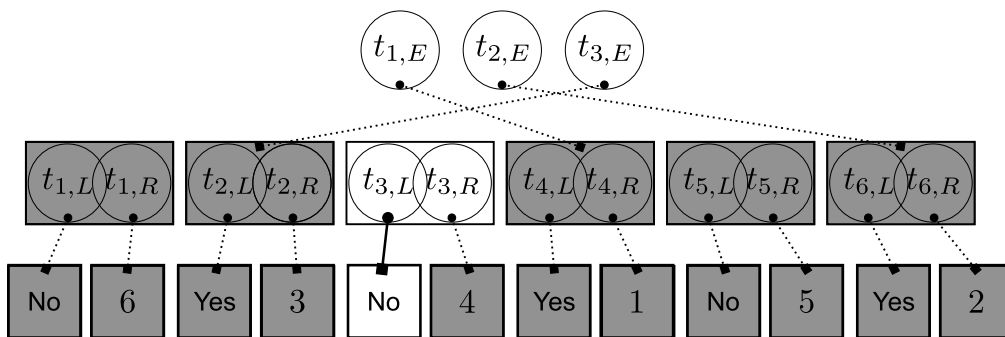 t₁,E t₂,E t₃,E
t₁,L t₁,R t₂,L t₂,R t₃,L t₃,R t₄,L t₄,R t₅,L t₅,R t₆,L t₆,R
No 6 Yes 3 No 4 Yes 1 No 5 Yes 2